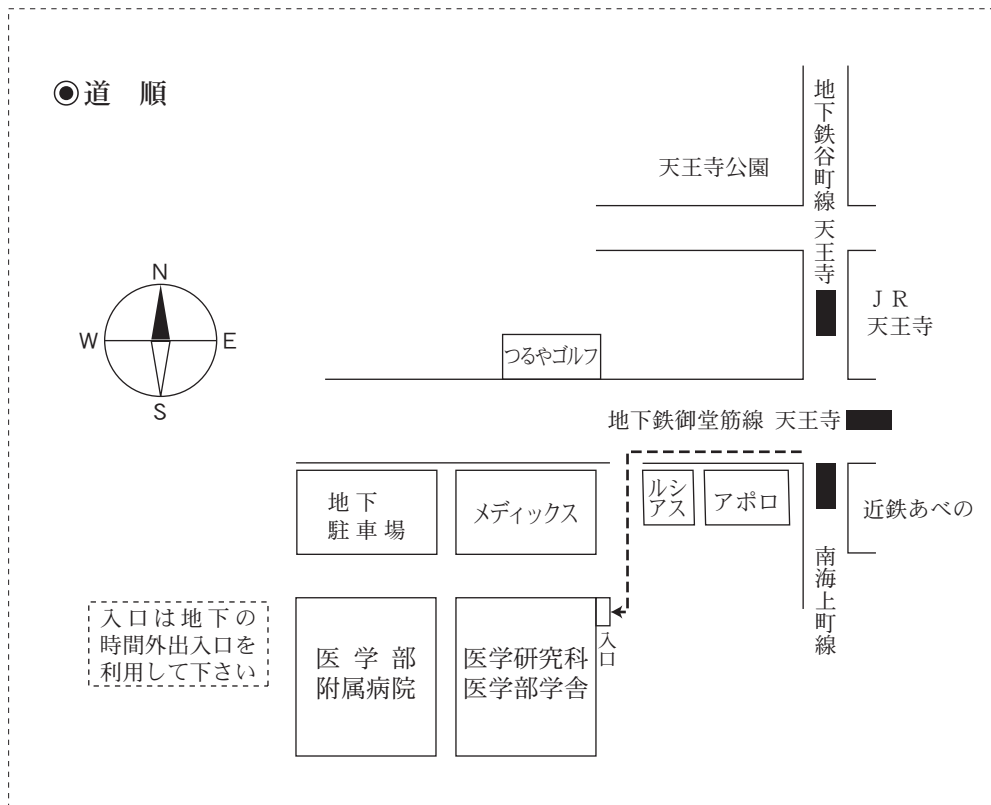 ◉道　順
地下鉄谷町線 天王寺
天王寺公園
N
W
E
S
ＪＲ
天王寺
つるやゴルフ
地下鉄御堂筋線 天王寺
地下
駐車場
メディックス
ルシ
アス
アポロ
近鉄あべの
南海上町線
入口は地下の
時間外出入口を
利用して下さい
医学部
附属病院
医学研究科
医学部学舎
入口